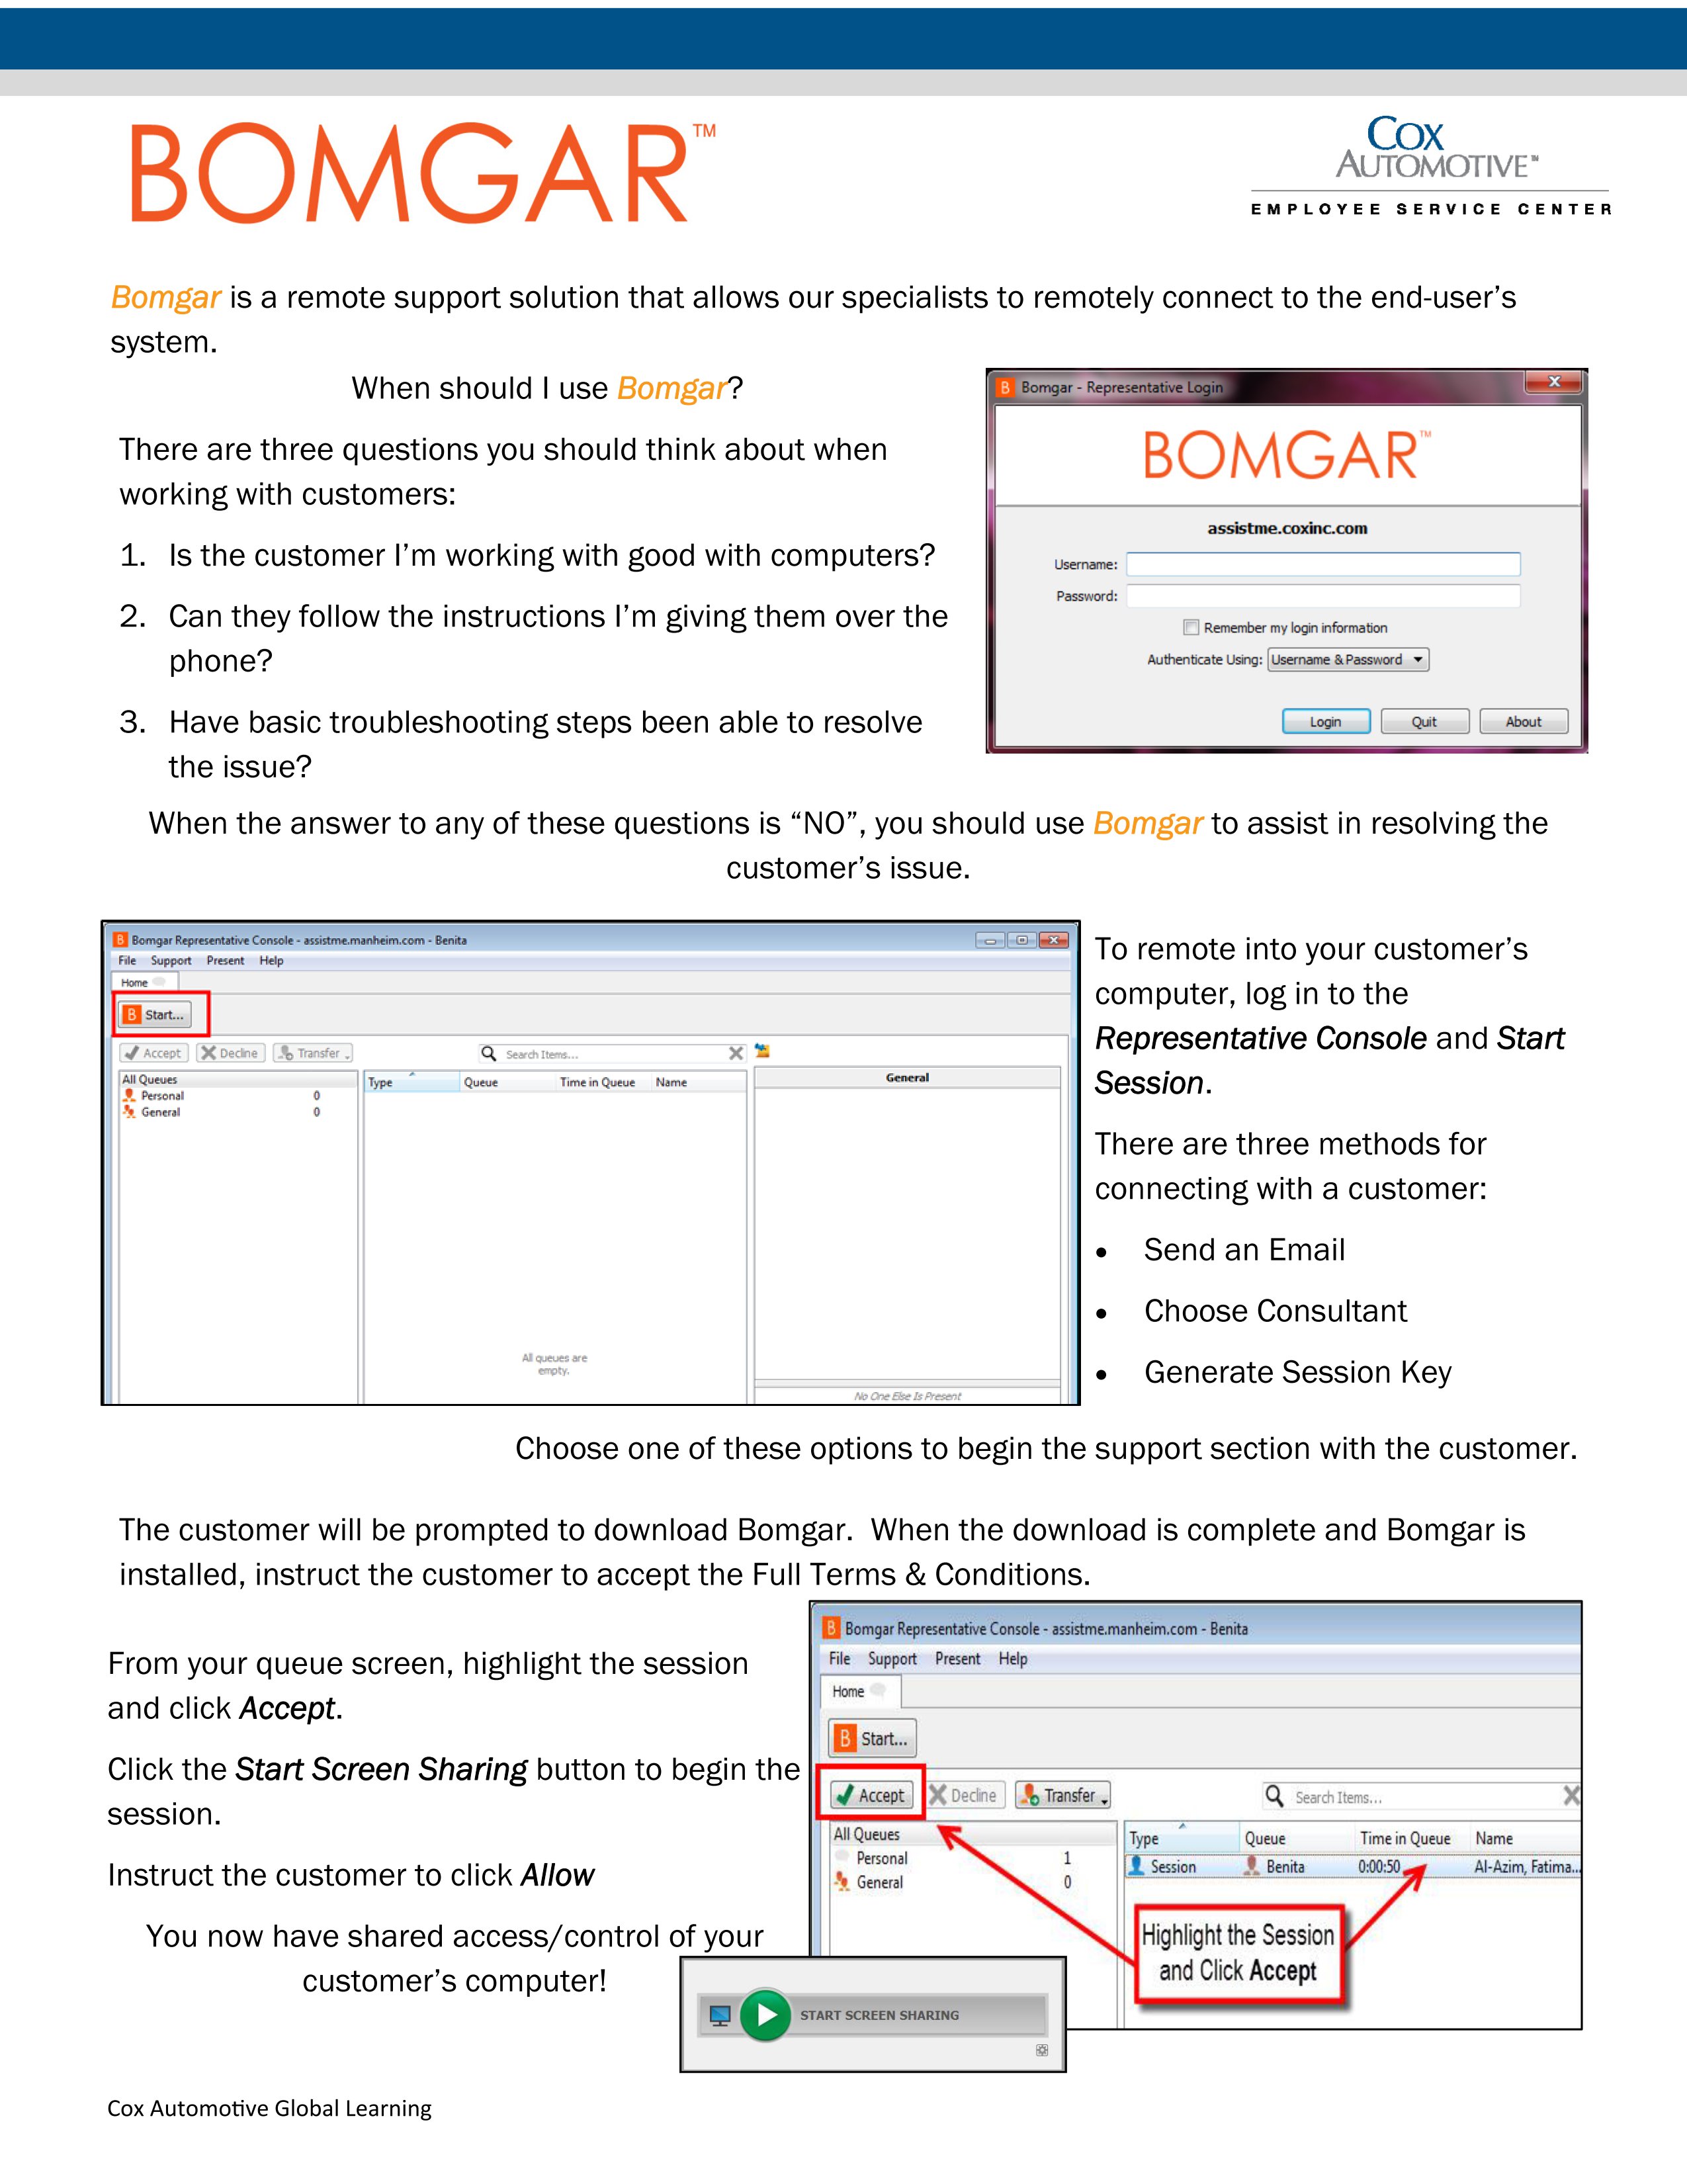 BOMGAR™
COX
AUTOMOTIVE™
EMPLOYEE SERVICE CENTER
Bomgar is a remote support solution that allows our specialists to remotely connect to the end-user's
system.
When should I use Bomgar?
There are three questions you should think about when
working with customers:
1. Is the customer I'm working with good with computers?
2. Can they follow the instructions I'm giving them over the
phone?
3. Have basic troubleshooting steps been able to resolve
the issue?
B Bomgar - Representative Login
BOMGAR™
assistme.coxinc.com
Username:
Password:
Remember my login information
Authenticate Using: Username & Password
Login Quit About
When the answer to any of these questions is “NO”, you should use Bomgar to assist in resolving the
customer's issue.
B Bomgar Representative Console - assistme.manheim.com - Benita
File Support Present Help
Home
B Start...
Accept Decline Transfer Search Items...
All Queues
Personal 0
General 0
Type Queue Time in Queue Name
All queues are
empty.
General
No One Else Is Present
To remote into your customer's
computer, log in to the
Representative Console and Start
Session.
There are three methods for
connecting with a customer:
• Send an Email
• Choose Consultant
• Generate Session Key
Choose one of these options to begin the support section with the customer.
The customer will be prompted to download Bomgar. When the download is complete and Bomgar is
installed, instruct the customer to accept the Full Terms & Conditions.
From your queue screen, highlight the session
and click Accept.
Click the Start Screen Sharing button to begin the
session.
Instruct the customer to click Allow
You now have shared access/control of your
customer's computer!
B Bomgar Representative Console - assistme.manheim.com - Benita
File Support Present Help
Home
B Start...
Accept Decline Transfer Search Items...
All Queues
Personal 1
General 0
Type Queue Time in Queue Name
Session Benita 0:00:50 Al-Azim, Fatima...
Highlight the Session
and Click Accept
START SCREEN SHARING
Cox Automotive Global Learning